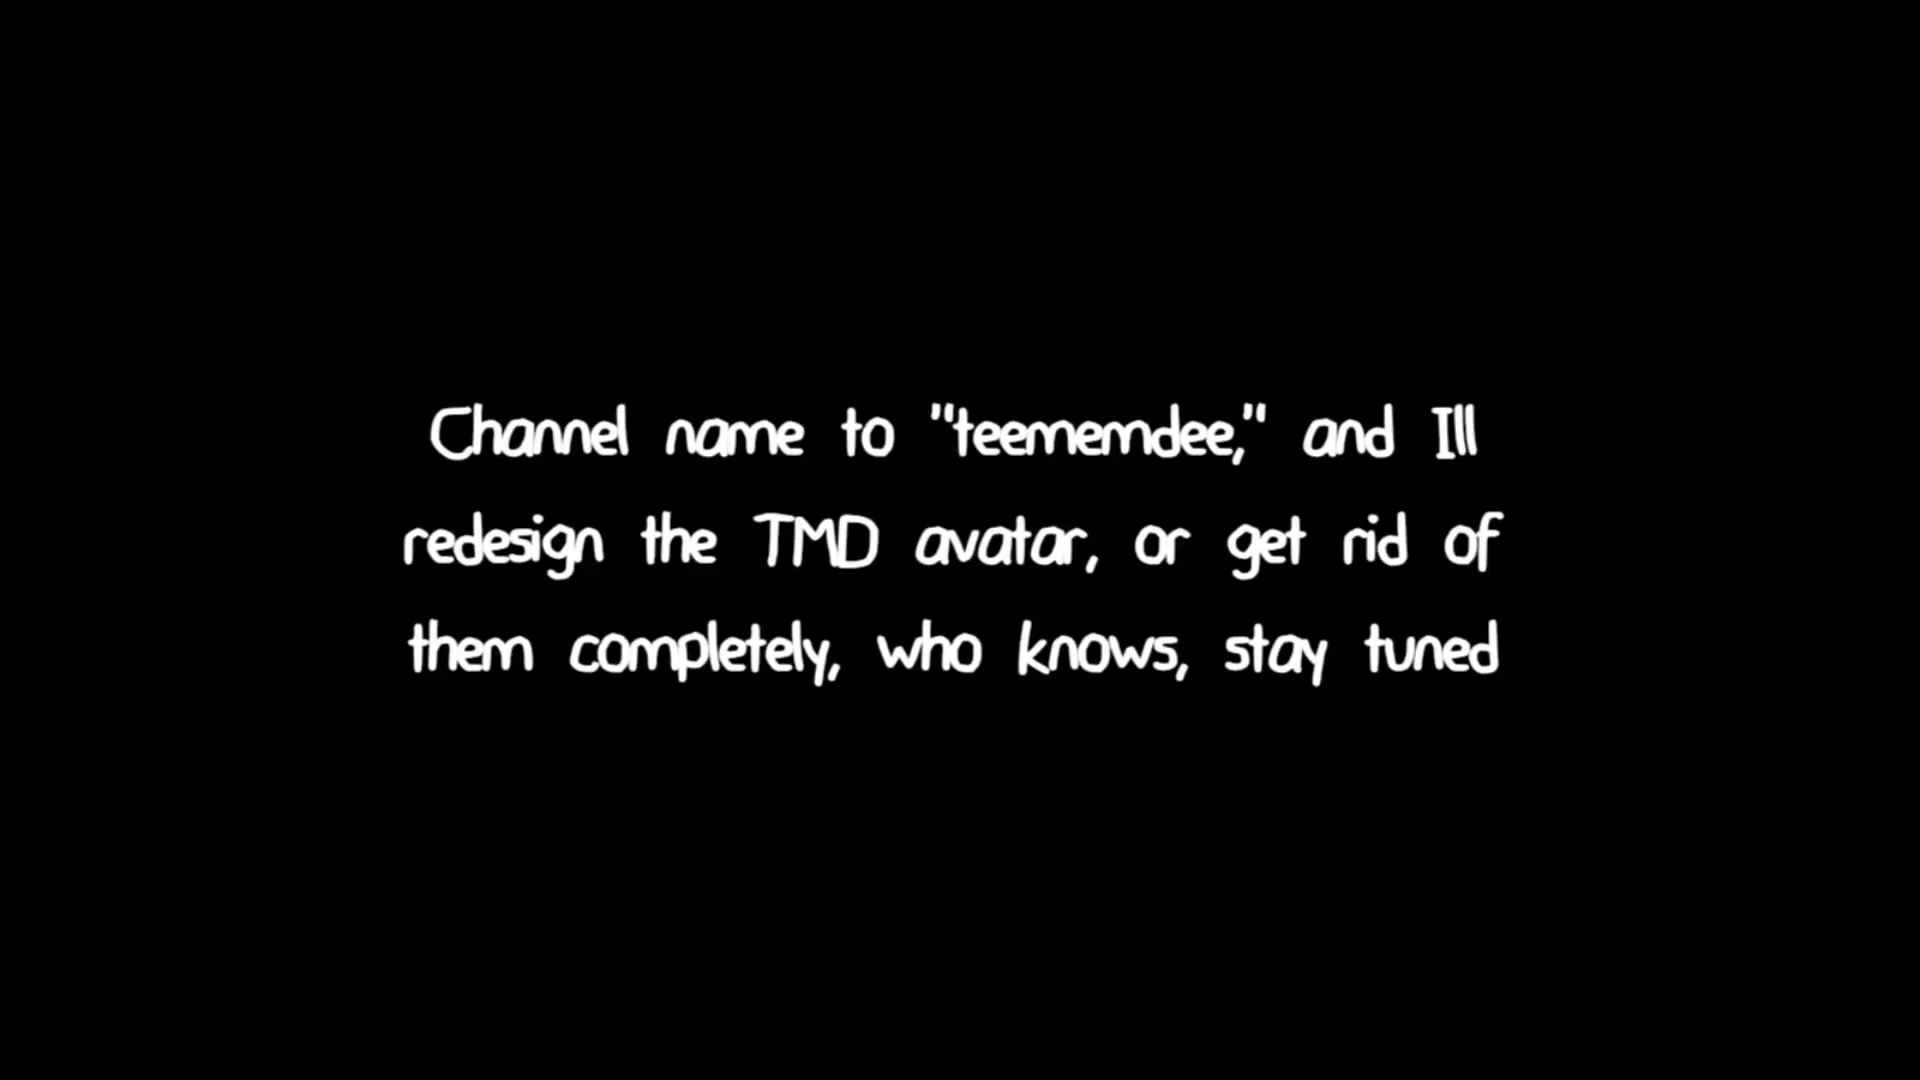 Channel name to "teememdee," and Ill
redesign the TMD avatar, or get rid of
them completely, who knows, stay tuned